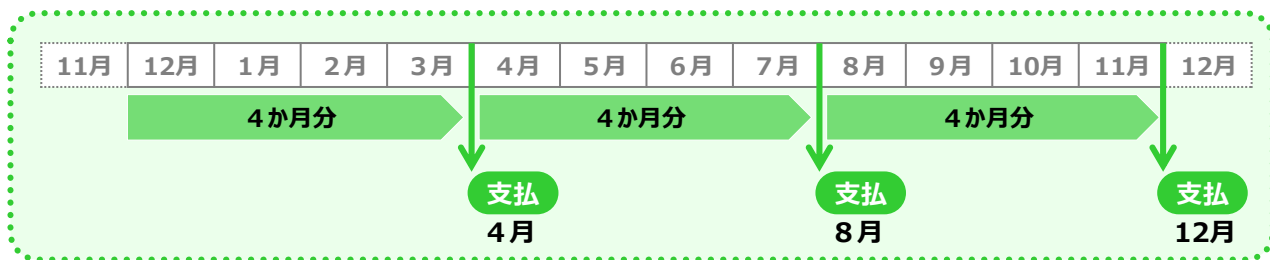 11月 12月 1月 2月 3月 4月 5月 6月 7月 8月 9月 10月 11月 12月
4か月分 4か月分 4か月分
支払 支払 支払
4月 8月 12月